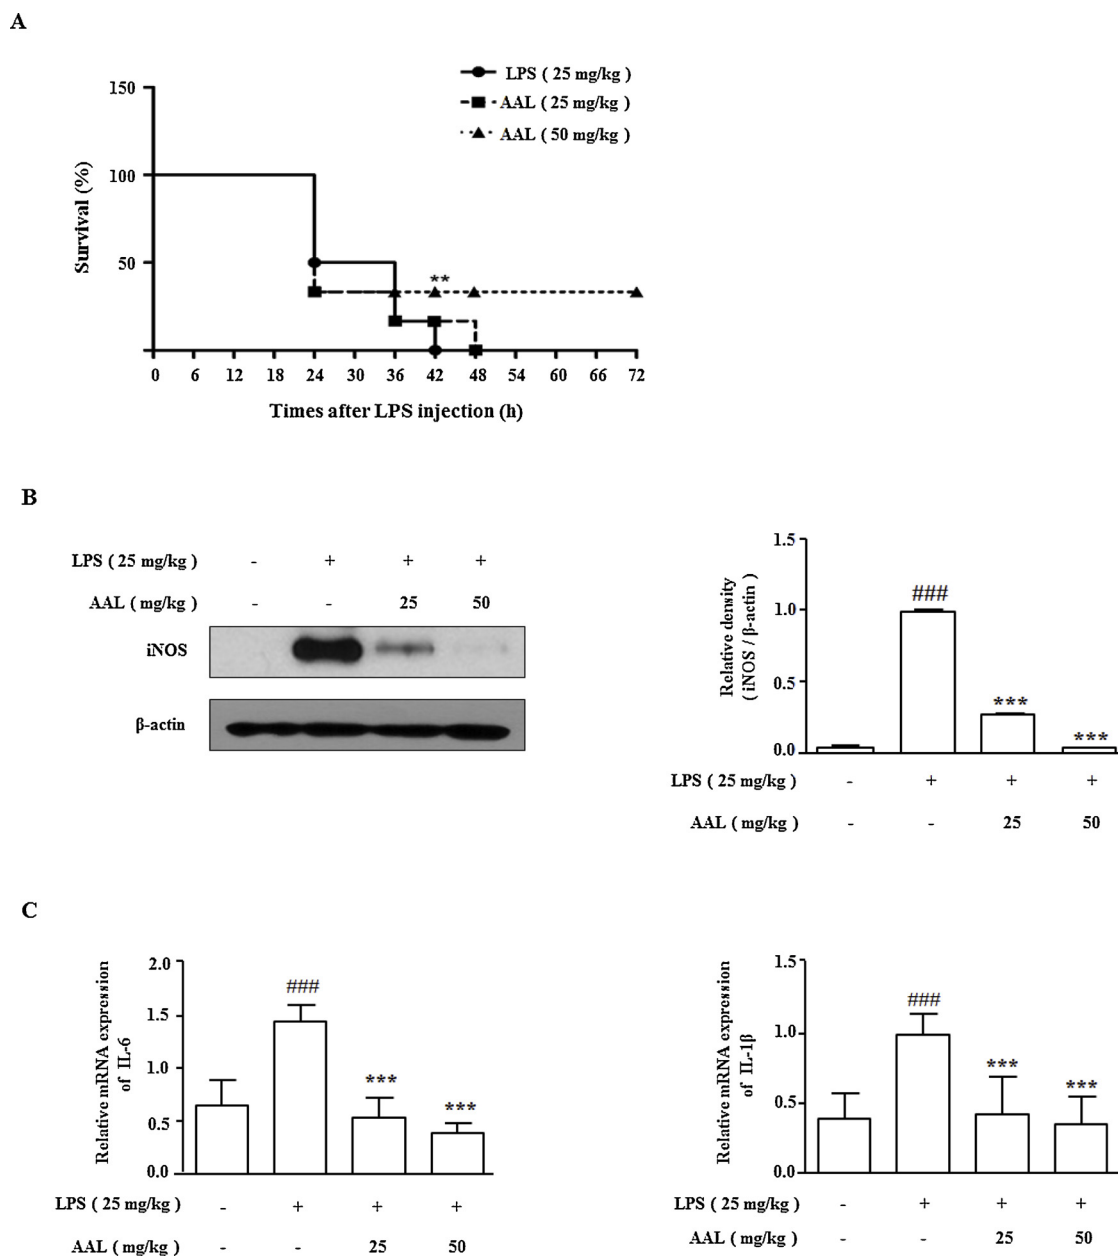 A
LPS ( 25 mg/kg )
AAL ( 25 mg/kg )
AAL ( 50 mg/kg )
150
100
50
Survival (%)
**
0 6 12 18 24 30 36 42 48 54 60 66 72
Times after LPS injection (h)
B
LPS ( 25 mg/kg ) - + + +
AAL ( mg/kg ) - - 25 50
iNOS
β-actin
1.5
1.0
0.5
0.0
Relative density
( iNOS / β-actin )
###
***
***
LPS ( 25 mg/kg ) - + + +
AAL ( mg/kg ) - - 25 50
C
2.0
1.5
1.0
0.5
0.0
Relative mRNA expression
of IL-6
###
***
***
LPS ( 25 mg/kg ) - + + +
AAL ( mg/kg ) - - 25 50
1.5
1.0
0.5
0.0
Relative mRNA expression
of IL-1β
###
***
***
LPS ( 25 mg/kg ) - + + +
AAL ( mg/kg ) - - 25 50